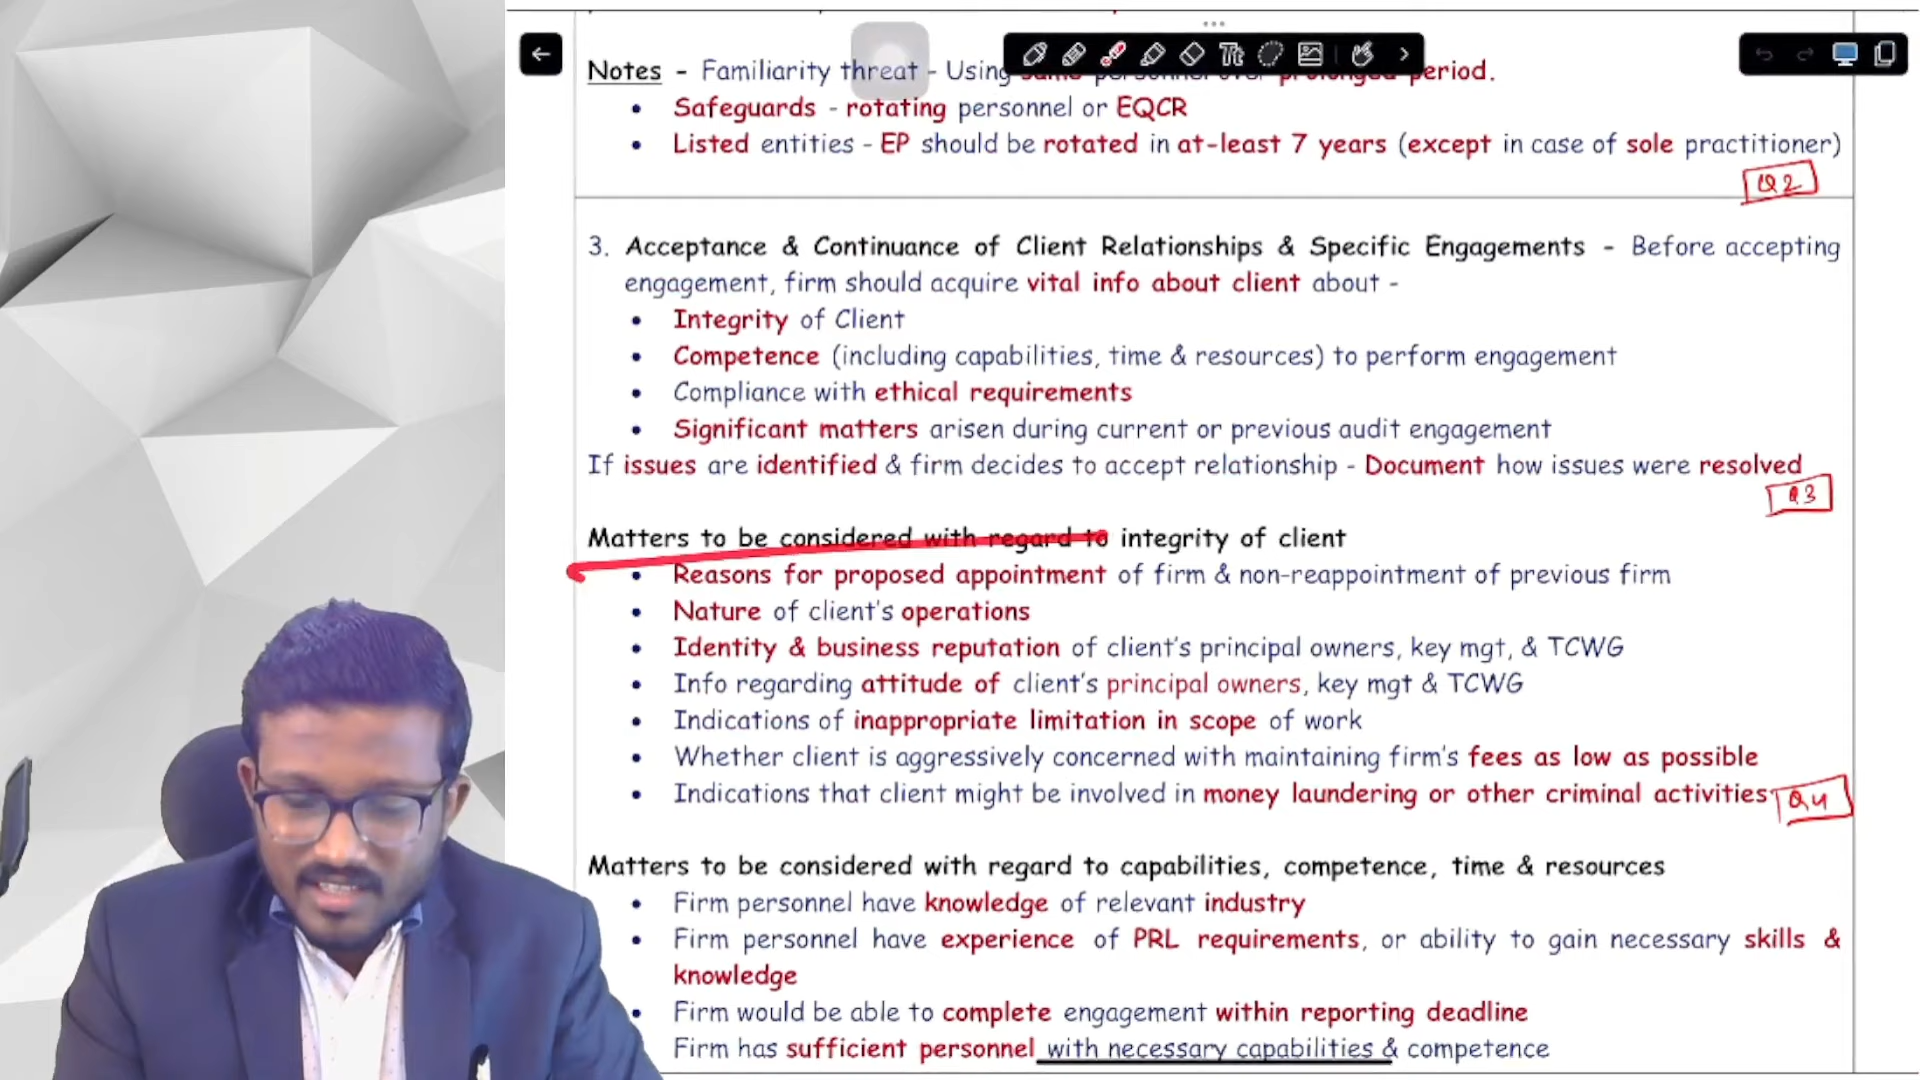 Notes - Familiarity threat - Using same personnel over prolonged period.
• Safeguards - rotating personnel or EQCR
• Listed entities - EP should be rotated in at-least 7 years (except in case of sole practitioner)
Q2
3. Acceptance & Continuance of Client Relationships & Specific Engagements - Before accepting
engagement, firm should acquire vital info about client about -
• Integrity of Client
• Competence (including capabilities, time & resources) to perform engagement
• Compliance with ethical requirements
• Significant matters arisen during current or previous audit engagement
If issues are identified & firm decides to accept relationship - Document how issues were resolved
Q3
Matters to be considered with regard to integrity of client
• Reasons for proposed appointment of firm & non-reappointment of previous firm
• Nature of client's operations
• Identity & business reputation of client's principal owners, key mgt, & TCWG
• Info regarding attitude of client's principal owners, key mgt & TCWG
• Indications of inappropriate limitation in scope of work
• Whether client is aggressively concerned with maintaining firm's fees as low as possible
• Indications that client might be involved in money laundering or other criminal activities
Q4
Matters to be considered with regard to capabilities, competence, time & resources
• Firm personnel have knowledge of relevant industry
• Firm personnel have experience of PRL requirements, or ability to gain necessary skills &
knowledge
• Firm would be able to complete engagement within reporting deadline
Firm has sufficient personnel with necessary capabilities & competence